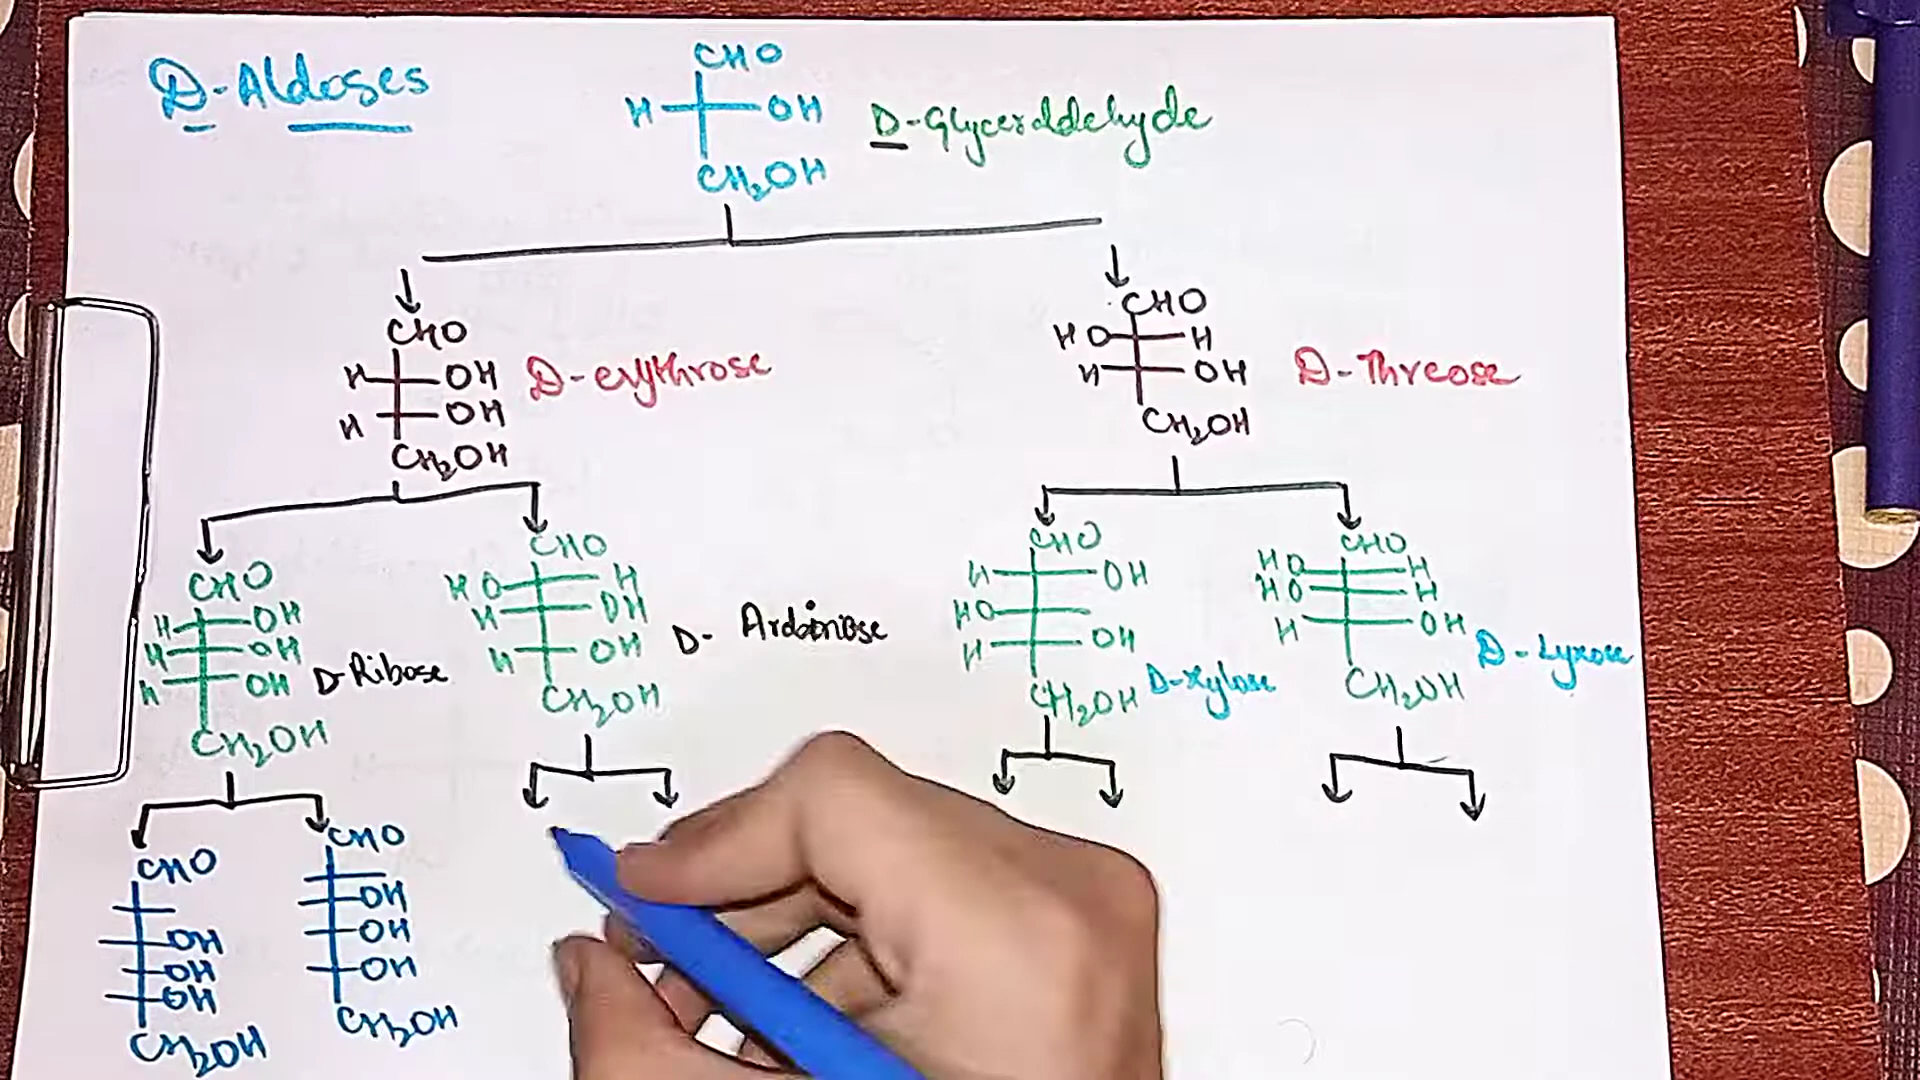 D-Aldoses
CHO
H OH
CH2OH
D-Glyceraldehyde
CHO
H OH
H OH
CH2OH
D-erythrose
CHO
HO H
H OH
CH2OH
D-Threose
CHO
H OH
H OH
H OH
CH2OH
D-Ribose
CHO
HO H
H OH
H OH
CH2OH
D-
CHO
H OH
HO
H OH
CH2OH
D-Xylose
CHO
HO H
HO H
H OH
CH2OH
D-Lyxose
CHO
OH
OH
OH
CH2OH
CHO
OH
OH
OH
CH2OH